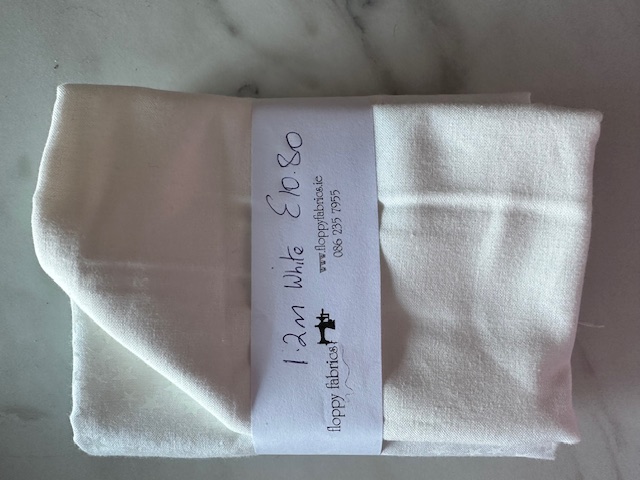 1.2m White €10.80
www.floppyfabrics.ie
086 235 7955
floppy fabrics